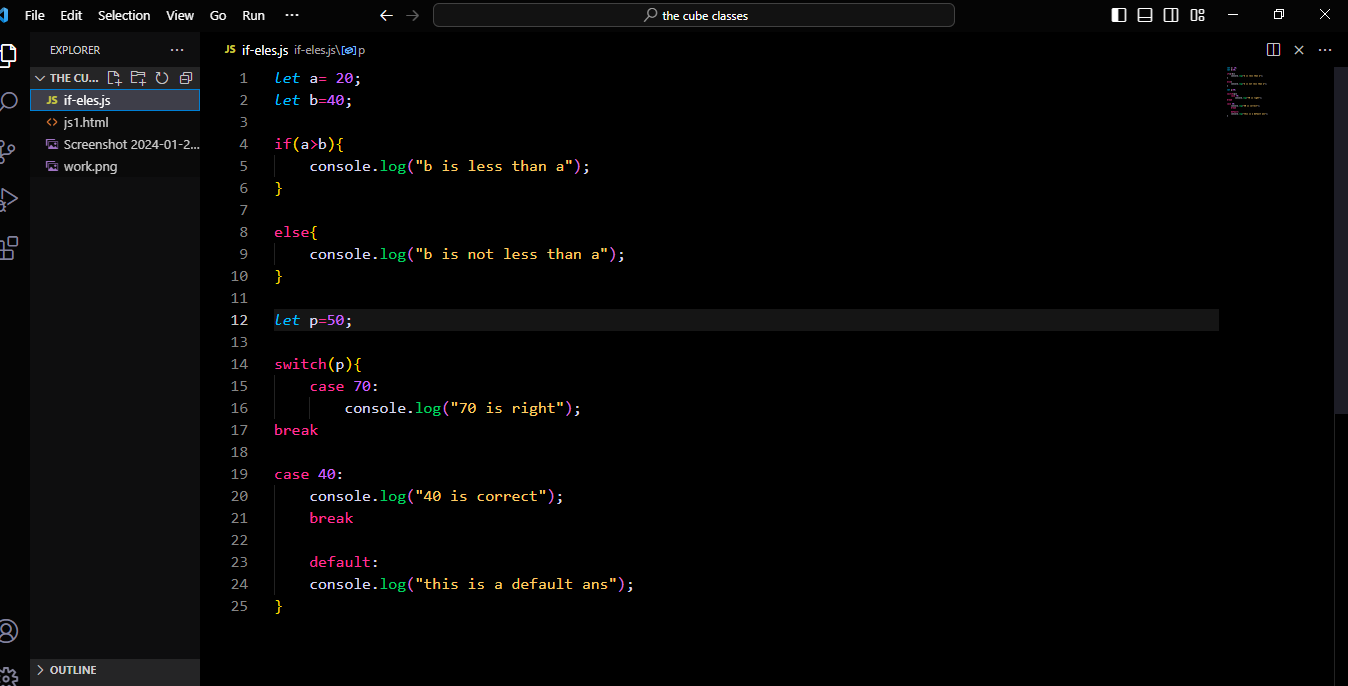 File Edit Selection View Go Run ···
the cube classes
EXPLORER ···
THE CU...
JS if-eles.js
<> js1.html
Screenshot 2024-01-2...
work.png
OUTLINE
JS if-eles.js if-eles.js\[]p
1 let a= 20;
2 let b=40;
3
4 if(a>b){
5     console.log("b is less than a");
6 }
7
8 else{
9     console.log("b is not less than a");
10 }
11
12 let p=50;
13
14 switch(p){
15     case 70:
16         console.log("70 is right");
17 break
18
19 case 40:
20     console.log("40 is correct");
21     break
22
23     default:
24     console.log("this is a default ans");
25 }